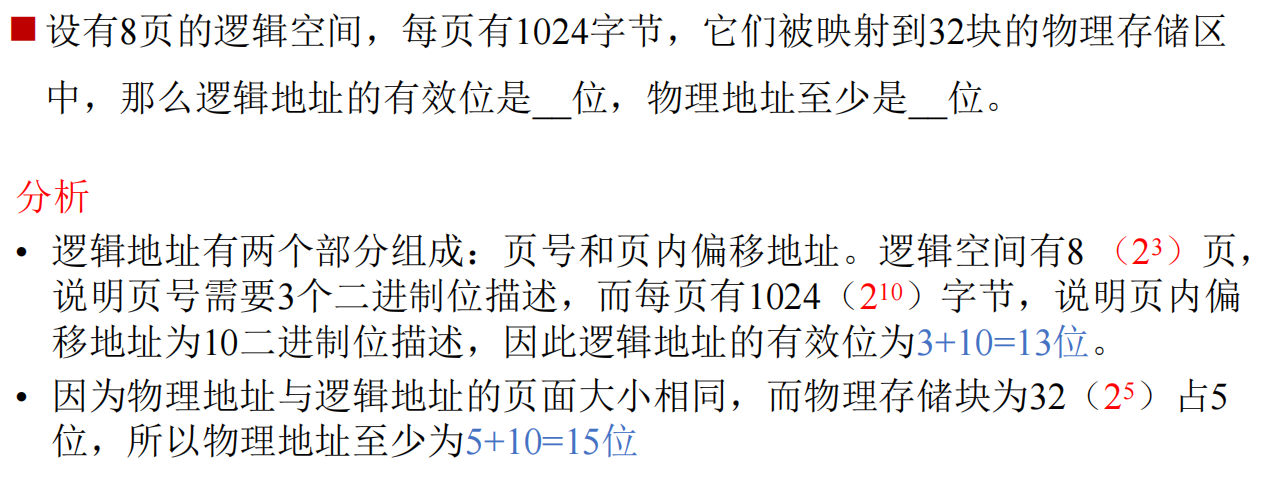 ■设有8页的逻辑空间，每页有1024字节，它们被映射到32块的物理存储区
中，那么逻辑地址的有效位是__位，物理地址至少是__位。
分析
• 逻辑地址有两个部分组成：页号和页内偏移地址。逻辑空间有8（2³）页，
说明页号需要3个二进制位描述，而每页有1024（2¹⁰）字节，说明页内偏
移地址为10二进制位描述，因此逻辑地址的有效位为3+10=13位。
• 因为物理地址与逻辑地址的页面大小相同，而物理存储块为32（2⁵）占5
位，所以物理地址至少为5+10=15位